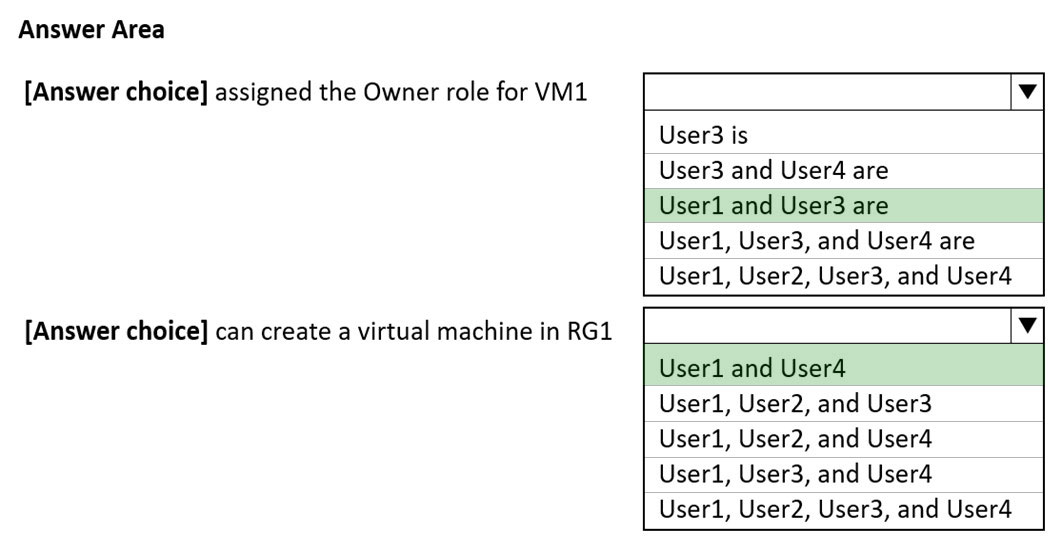 Answer Area
[Answer choice] assigned the Owner role for VM1
User3 is
User3 and User4 are
User1 and User3 are
User1, User3, and User4 are
User1, User2, User3, and User4
[Answer choice] can create a virtual machine in RG1
User1 and User4
User1, User2, and User3
User1, User2, and User4
User1, User3, and User4
User1, User2, User3, and User4